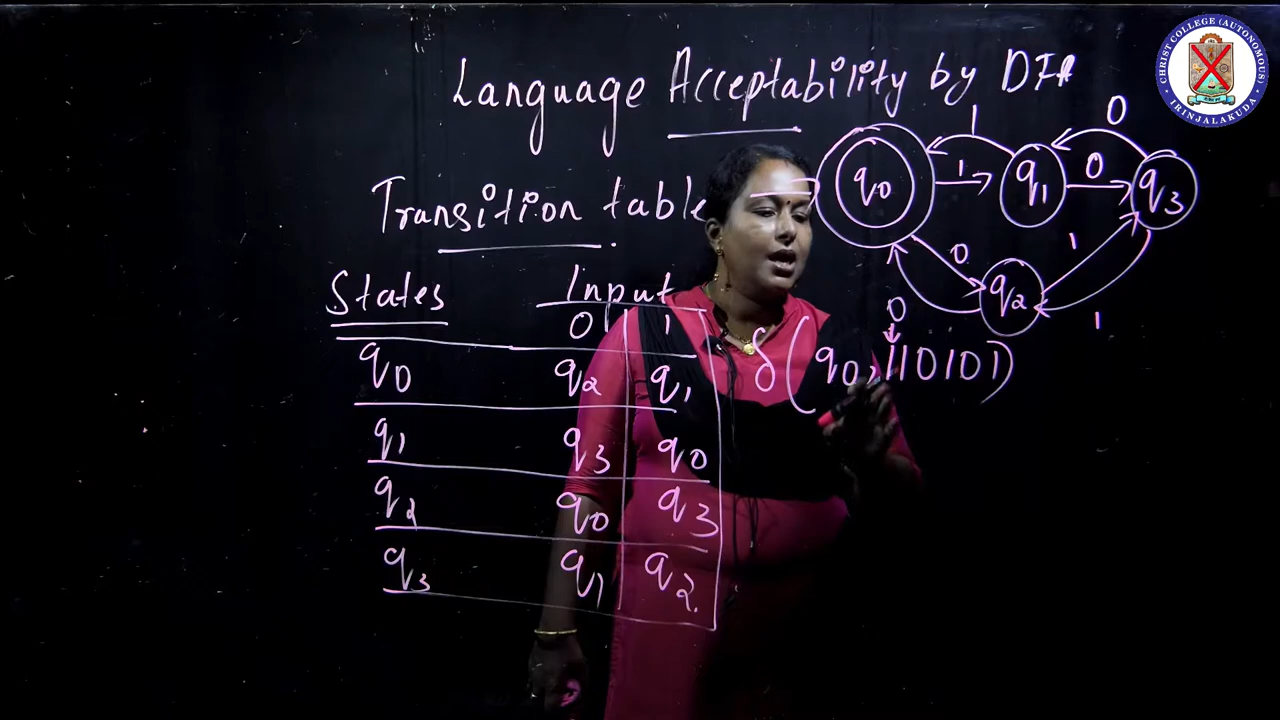 CHRIST COLLEGE (AUTONOMOUS)
IRINJALAKUDA
Language Acceptability by DFA
Transition table
States Input
0 1
q0 q2 q1
q1 q3 q0
q2 q0 q3
q3 q1 q2.
1 0
q0 1 q1 0 q3
0 1
q2
0 1
δ(q0, 110101)